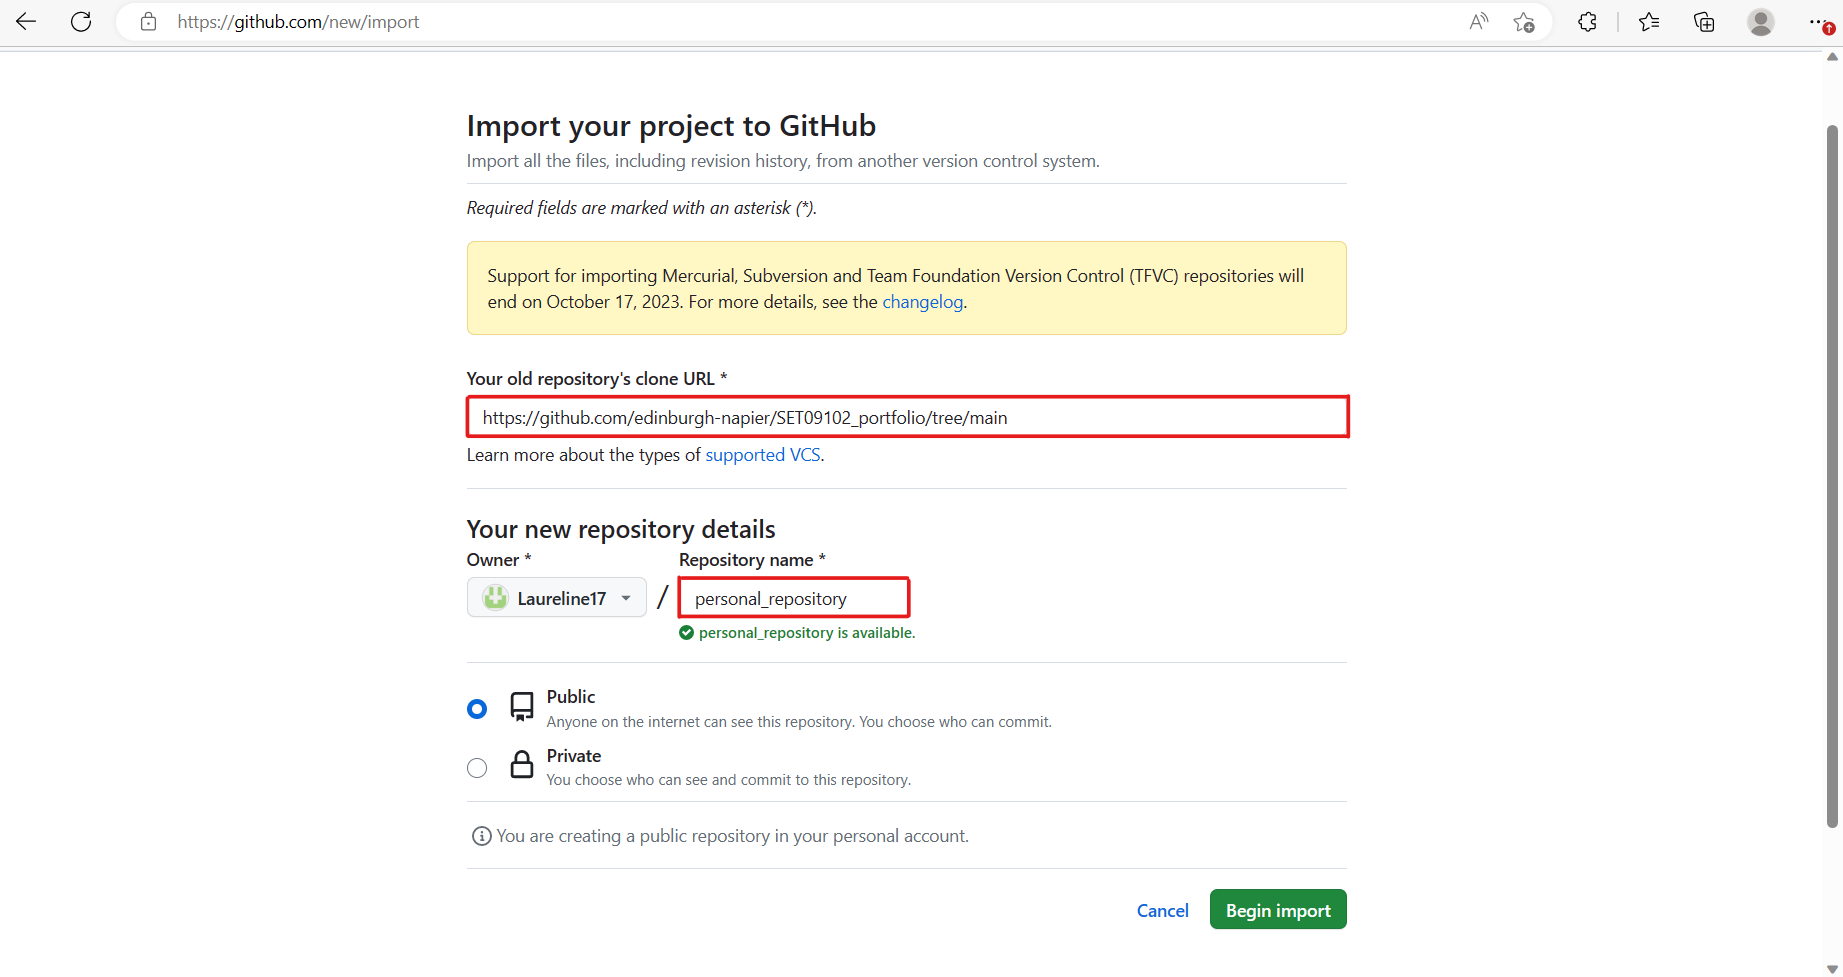 https://github.com/new/import
Import your project to GitHub
Import all the files, including revision history, from another version control system.
Required fields are marked with an asterisk (*).
Support for importing Mercurial, Subversion and Team Foundation Version Control (TFVC) repositories will
end on October 17, 2023. For more details, see the changelog.
Your old repository's clone URL *
https://github.com/edinburgh-napier/SET09102_portfolio/tree/main
Learn more about the types of supported VCS.
Your new repository details
Owner * Repository name *
Laureline17 / personal_repository
personal_repository is available.
Public
Anyone on the internet can see this repository. You choose who can commit.
Private
You choose who can see and commit to this repository.
You are creating a public repository in your personal account.
Cancel Begin import